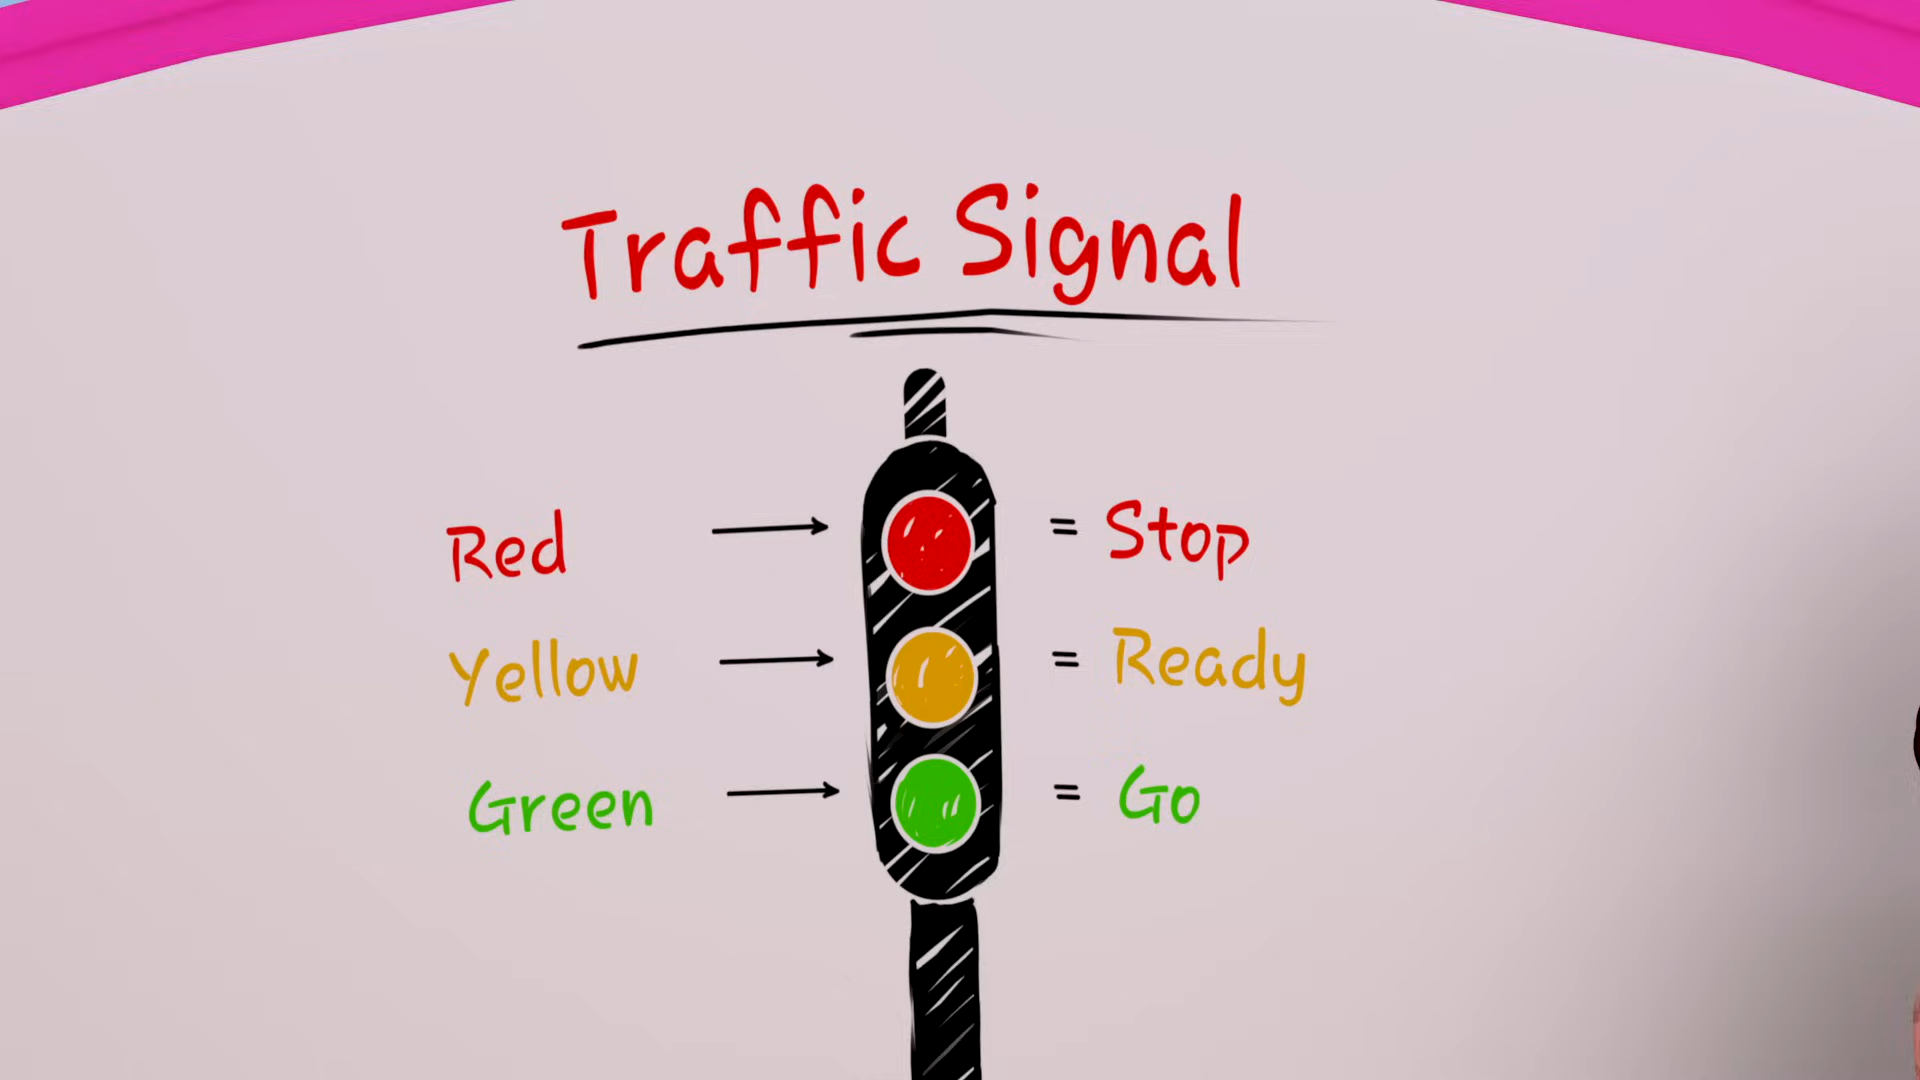 Traffic Signal
Red = Stop
Yellow = Ready
Green = Go